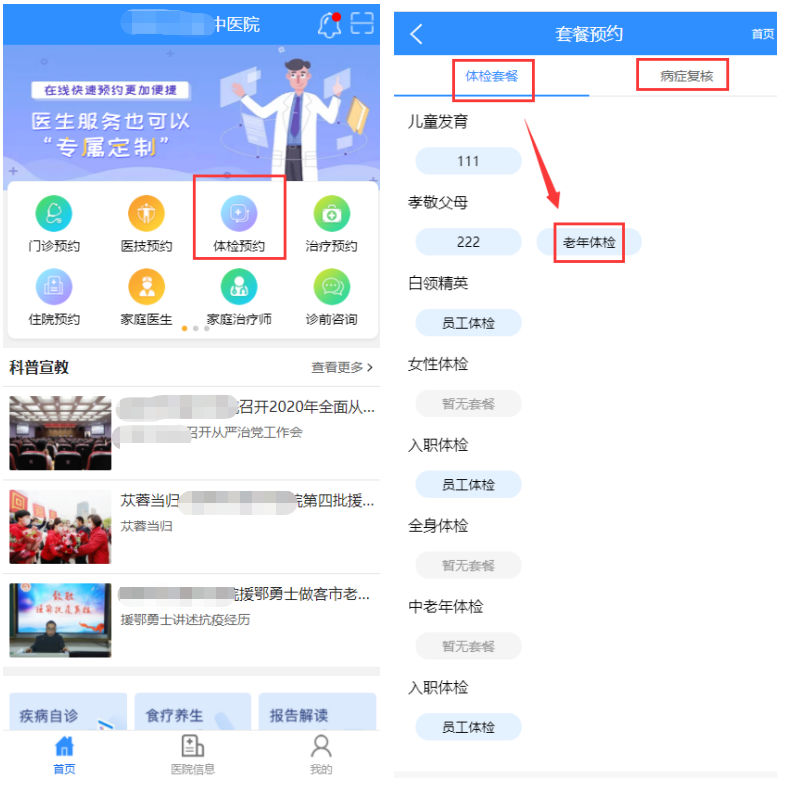 中医院
在线快速预约更加便捷
医生服务也可以
“专属定制”
门诊预约
医技预约
体检预约
治疗预约
住院预约
家庭医生
家庭治疗师
诊前咨询
科普宣教
查看更多
召开2020年全面从...
召开从严治党工作会
苁蓉当归
院第四批援...
苁蓉当归
援鄂勇士做客市老...
援鄂勇士讲述抗疫经历
疾病自诊
食疗养生
报告解读
首页
医院信息
我的
套餐预约
首页
体检套餐
病症复核
儿童发育
111
孝敬父母
222
老年体检
白领精英
员工体检
女性体检
暂无套餐
入职体检
员工体检
全身体检
暂无套餐
中老年体检
暂无套餐
入职体检
员工体检